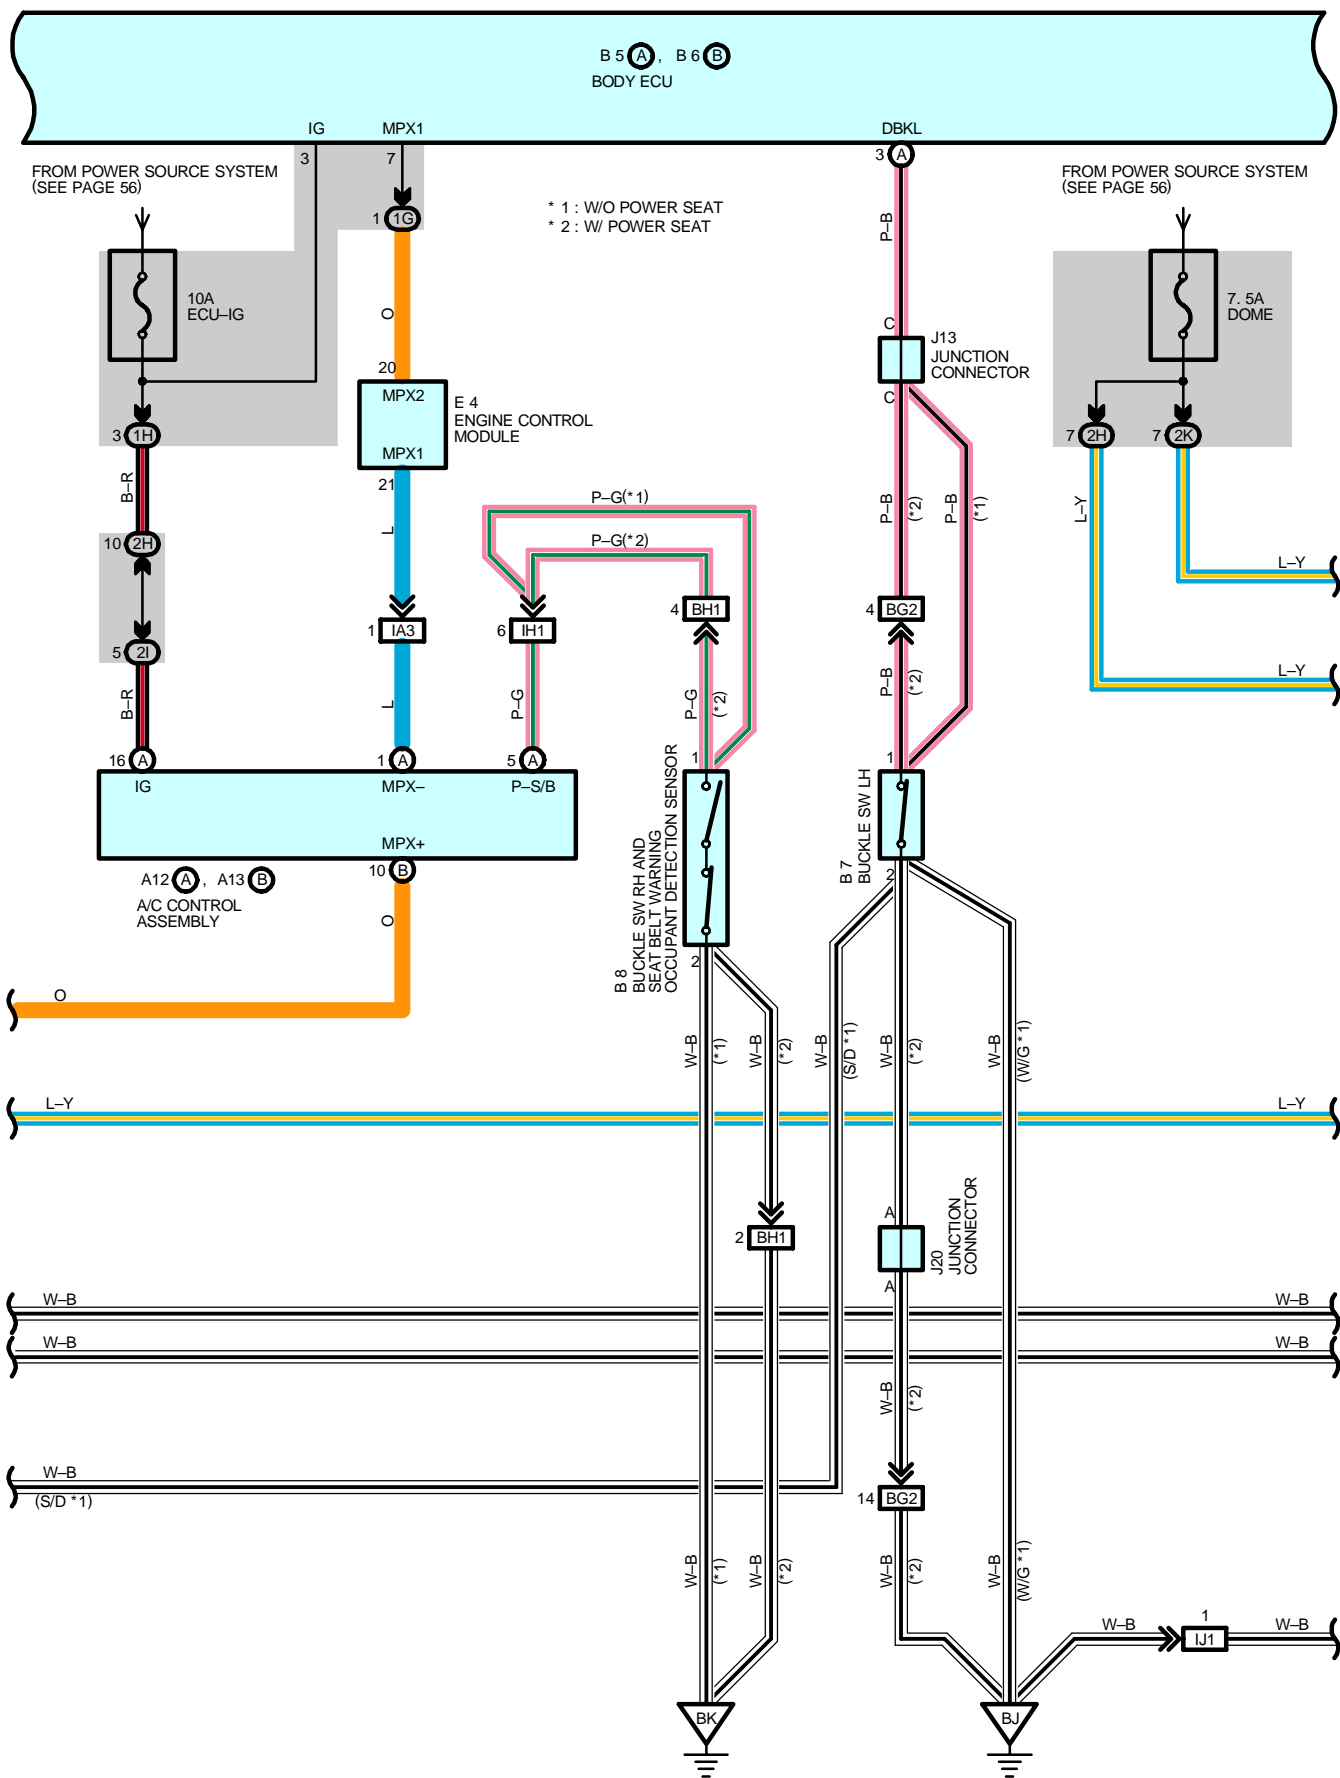 B 5 A , B 6 B
BODY ECU
IG
MPX1
DBKL
3
7
3 A
FROM POWER SOURCE SYSTEM
(SEE PAGE 56)
FROM POWER SOURCE SYSTEM
(SEE PAGE 56)
* 1 : W/O POWER SEAT
* 2 : W/ POWER SEAT
1 1G
P–B
10A
ECU–IG
7. 5A
DOME
O
C
J13
JUNCTION
CONNECTOR
20
MPX2
C
E 4
ENGINE CONTROL
MODULE
3 1H
7 2H
7 2K
MPX1
21
B–R
P–G(*1)
P–B
(*2)
P–B
(*1)
L–Y
L
10 2H
P–G(*2)
L–Y
4 BH1
4 BG2
1 IA3
6 IH1
5 2I
L–Y
B–R
L
P–G
P–G
(*2)
P–B
(*2)
16 A
1 A
5 A
1
1
IG
MPX–
P–S/B
MPX+
10 B
B 8
BUCKLE SW RH AND
SEAT BELT WARNING
OCCUPANT DETECTION SENSOR
B 7
BUCKLE SW LH
2
A12 A , A13 B
A/C CONTROL
ASSEMBLY
O
2
O
W–B
(*1)
W–B
(*2)
W–B
(S/D *1)
W–B
(*2)
W–B
(W/G *1)
L–Y
L–Y
A
J20
JUNCTION
CONNECTOR
2 BH1
A
W–B
W–B
W–B
W–B
W–B
(*2)
W–B
(S/D *1)
14 BG2
W–B
(*1)
W–B
(*2)
W–B
(*2)
W–B
(W/G *1)
W–B
1
IJ1
W–B
BK
BJ